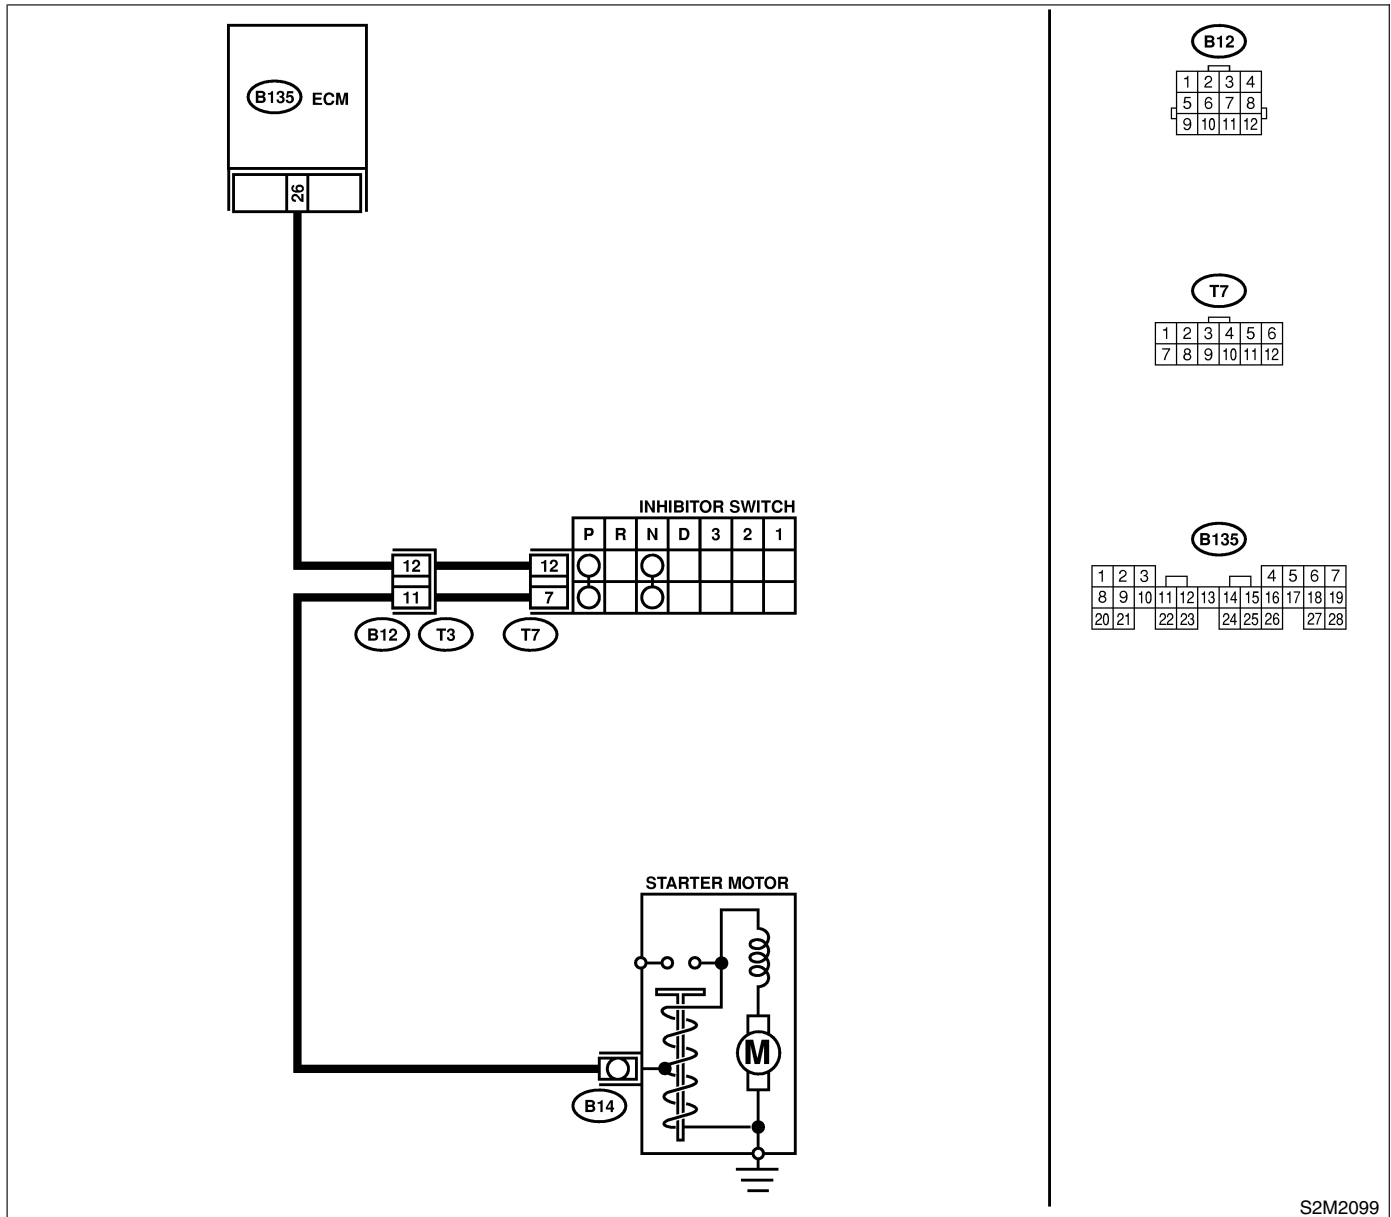 B135 ECM
26
INHIBITOR SWITCH
P R N D 3 2 1
12 12
11 7
B12 T3 T7
STARTER MOTOR
M
B14
B12
1 2 3 4
5 6 7 8
9 10 11 12
T7
1 2 3 4 5 6
7 8 9 10 11 12
B135
1 2 3 4 5 6 7
8 9 10 11 12 13 14 15 16 17 18 19
20 21 22 23 24 25 26 27 28
S2M2099